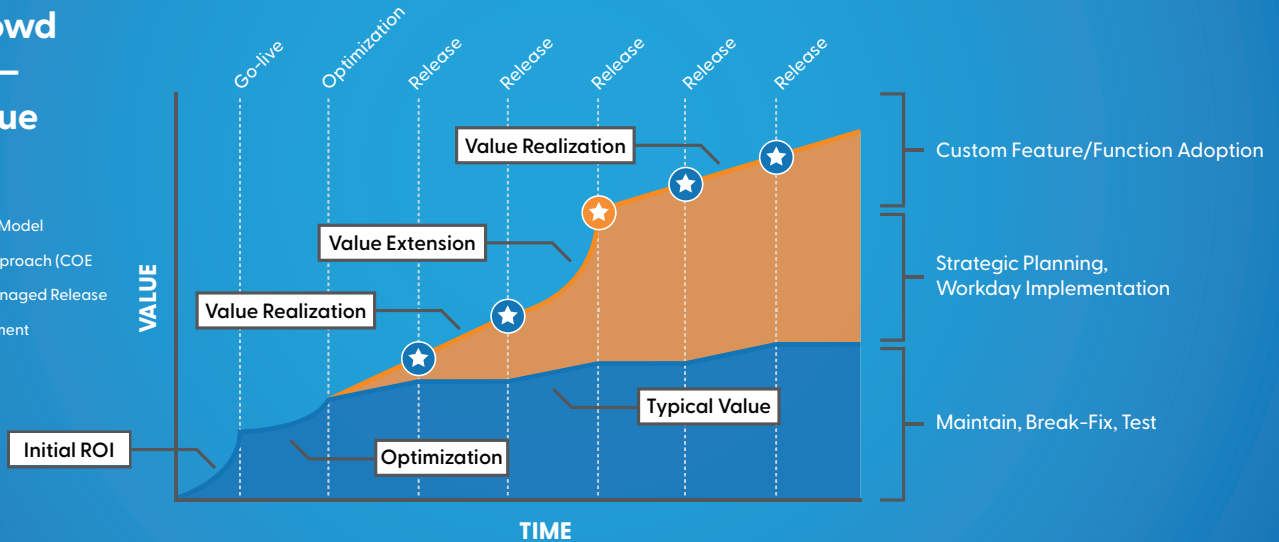 owd
—
ue
Model
proach (COE
naged Release
ment
Go-live
Optimization
Release
Release
Release
Release
Release
Value Realization
Custom Feature/Function Adoption
Value Extension
Strategic Planning,
Workday Implementation
Value Realization
VALUE
Typical Value
Maintain, Break-Fix, Test
Initial ROI
Optimization
TIME